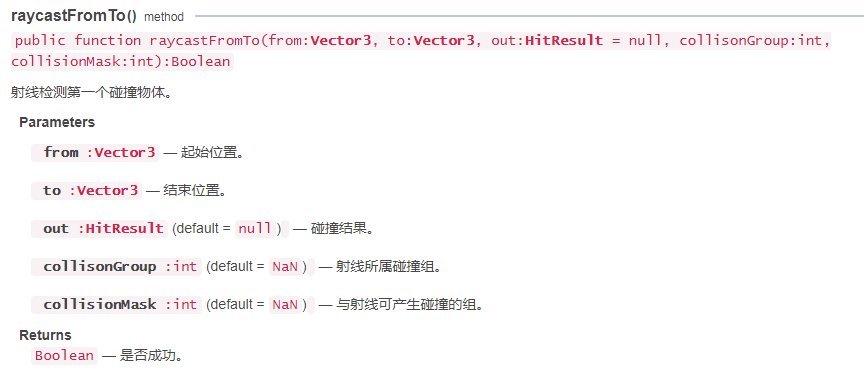 raycastFromTo() method
public function raycastFromTo(from:Vector3, to:Vector3, out:HitResult = null, collisonGroup:int,
collisionMask:int):Boolean
射线检测第一个碰撞物体。
Parameters
from :Vector3 — 起始位置。
to :Vector3 — 结束位置。
out :HitResult (default = null) — 碰撞结果。
collisonGroup :int (default = NaN) — 射线所属碰撞组。
collisionMask :int (default = NaN) — 与射线可产生碰撞的组。
Returns
Boolean — 是否成功。